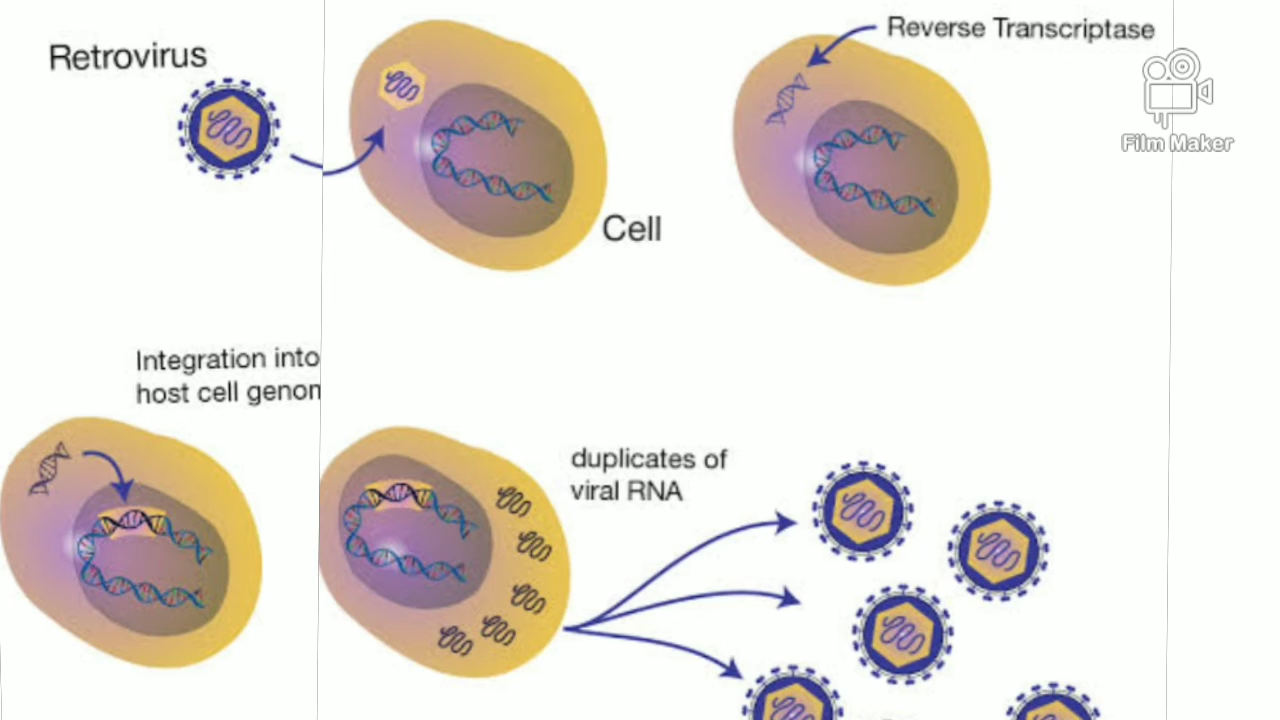 Retrovirus
Reverse Transcriptase
Film Maker
Cell
Integration into
host cell genom
duplicates of
viral RNA